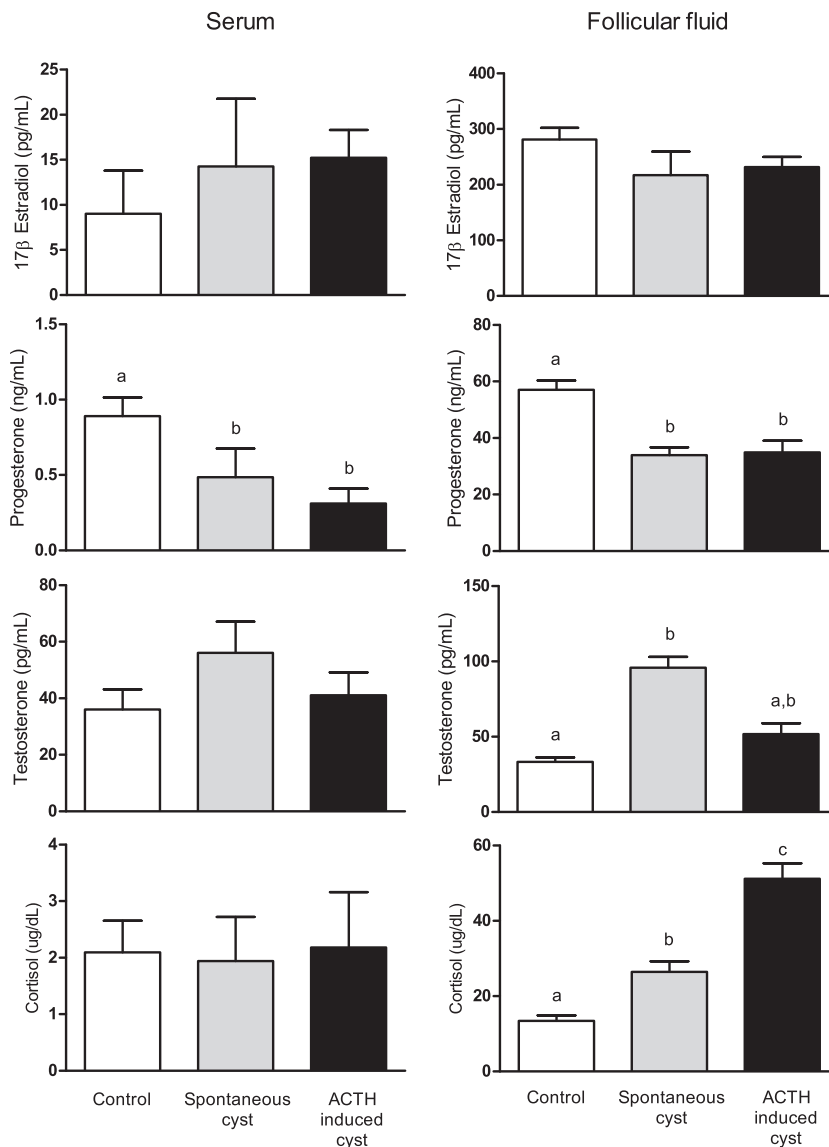 Serum
Follicular fluid
17β Estradiol (pg/mL)
25
20
15
10
5
0
17β Estradiol (pg/mL)
400
300
200
100
0
Progesterone (ng/mL)
1.5
1.0
0.5
0.0
a
b
b
Progesterone (ng/mL)
80
60
40
20
0
a
b
b
Testosterone (pg/mL)
80
60
40
20
0
Testosterone (pg/mL)
150
100
50
0
a
b
a,b
Cortisol (ug/dL)
4
3
2
1
0
Control
Spontaneous
cyst
ACTH
induced
cyst
Cortisol (ug/dL)
60
40
20
0
a
b
c
Control
Spontaneous
cyst
ACTH
induced
cyst